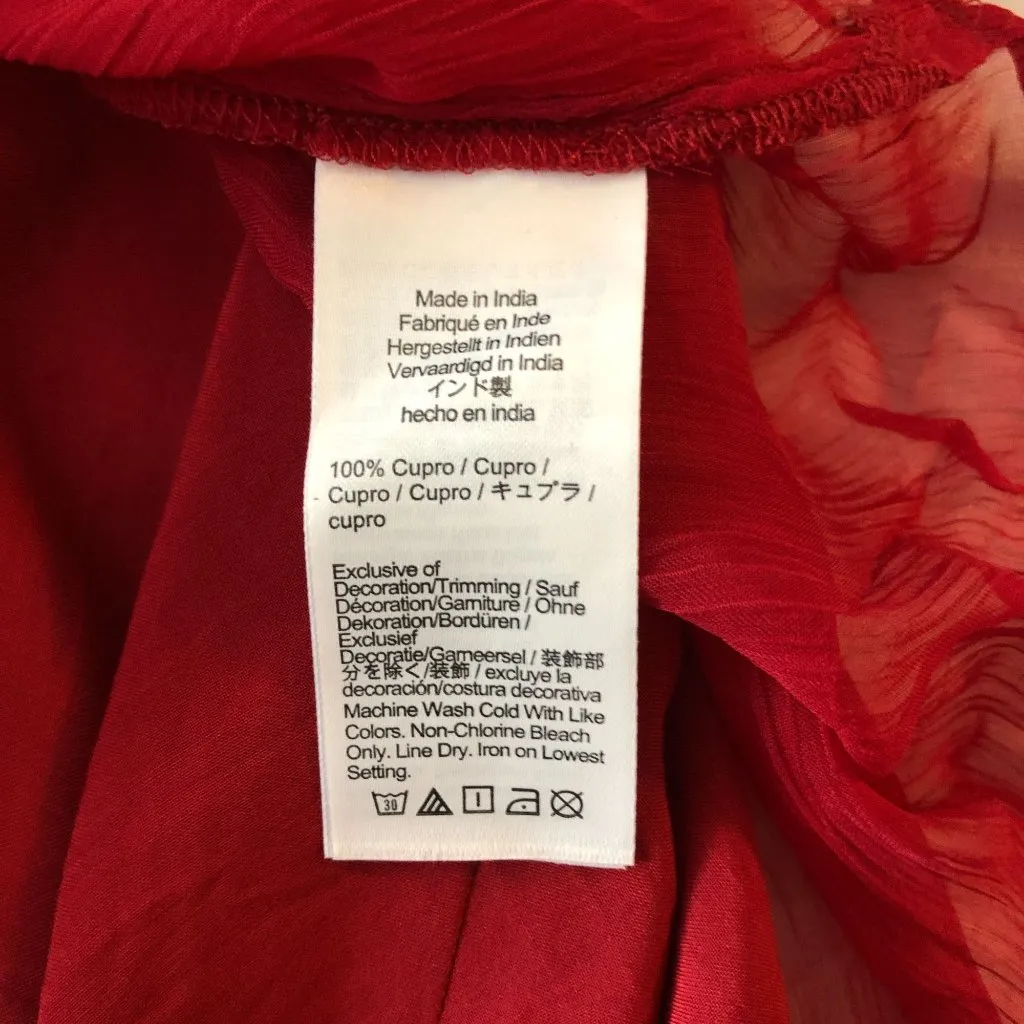 Made in India
Fabriqué en Inde
Hergestellt in Indien
Vervaardigd in India
インド製
hecho en india
100% Cupro / Cupro /
Cupro / Cupro / キュプラ /
cupro
Exclusive of
Decoration/Trimming / Sauf
Décoration/Garniture / Ohne
Dekoration/Bordüren /
Exclusief
Decoratie/Garneersel / 装飾部
分を除く/装飾 / excluye la
decoración/costura decorativa
Machine Wash Cold With Like
Colors. Non-Chlorine Bleach
Only. Line Dry. Iron on Lowest
Setting.
30